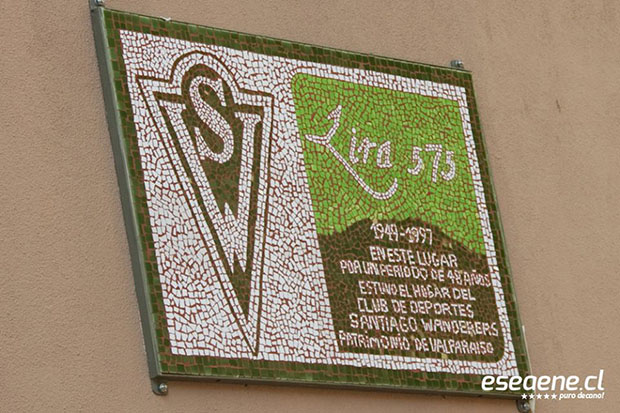 SW
Lira 575
1949-1997
EN ESTE LUGAR
POR UN PERIODO DE 48 AÑOS
ESTUVO EL HOGAR DEL
CLUB DE DEPORTES
SANTIAGO WANDERERS
PATRIMONIO DE VALPARAISO
eseaene.cl
puro decano!